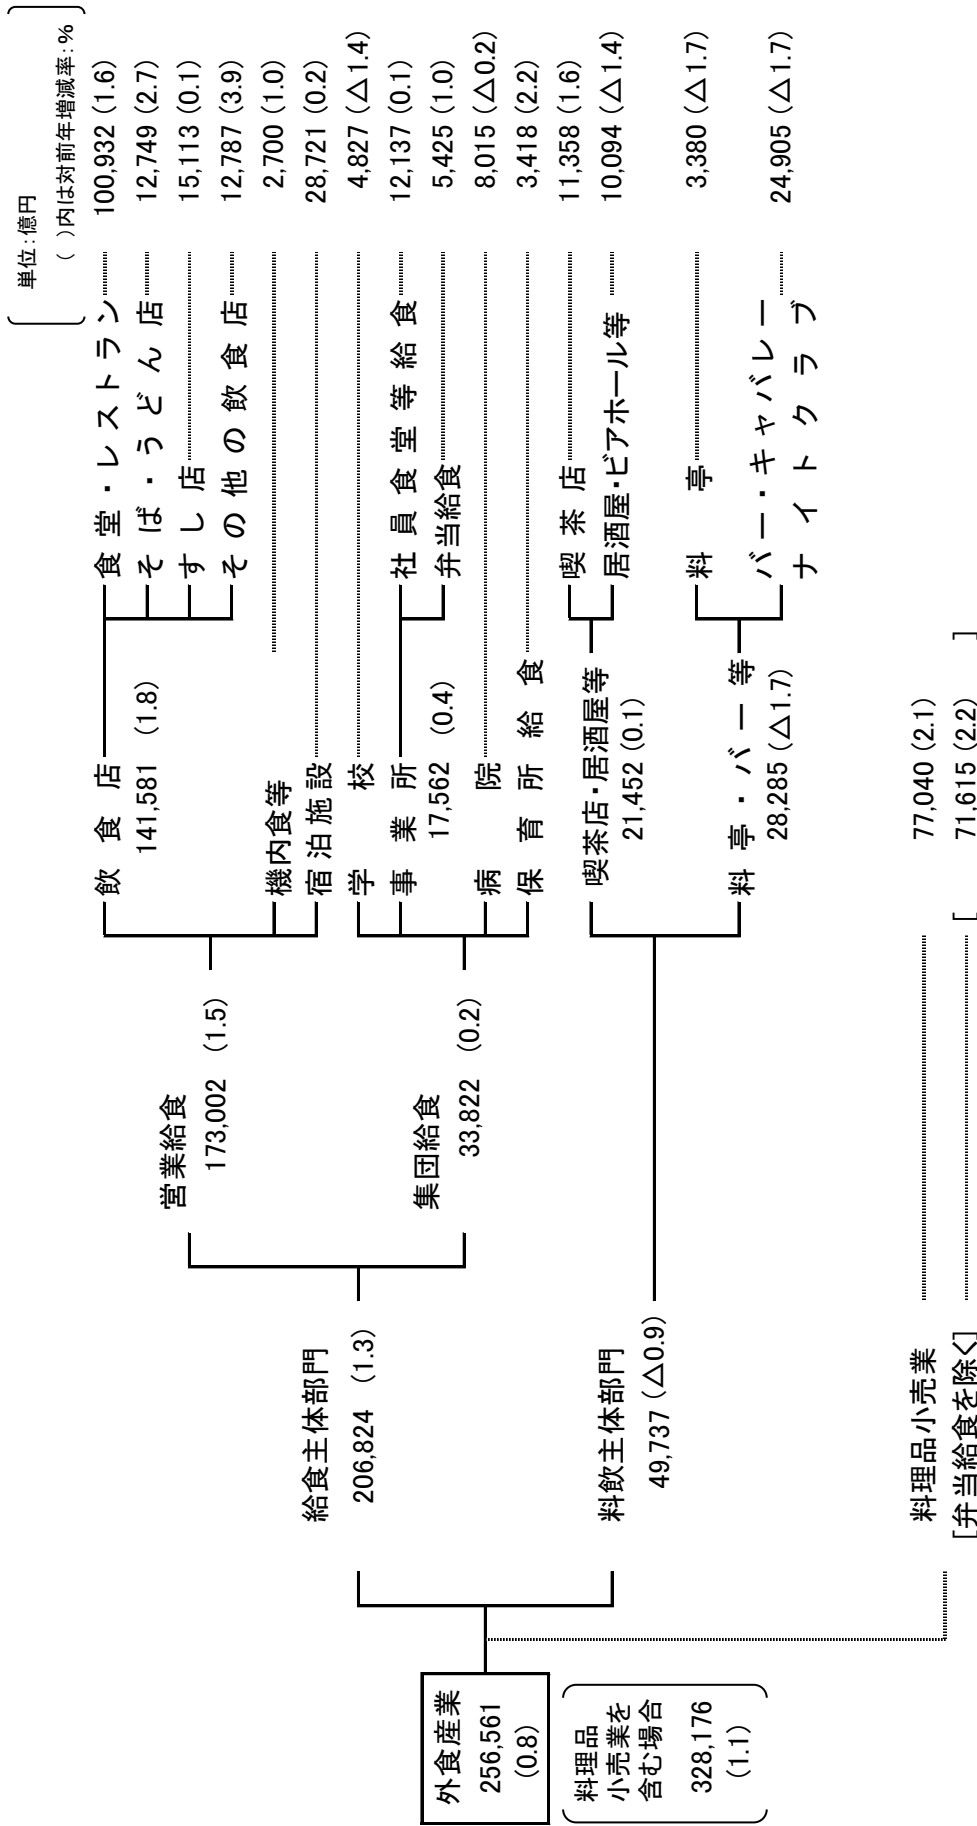 単位:億円
( )内は対前年増減率:%
外食産業
256,561
(0.8)
料理品
小売業を
含む場合
328,176
(1.1)
給食主体部門
206,824 (1.3)
営業給食
173,002 (1.5)
飲食店
141,581 (1.8)
食堂・レストラン 100,932 (1.6)
そば・うどん店 12,749 (2.7)
すし店 15,113 (0.1)
その他の飲食店 12,787 (3.9)
機内食等 2,700 (1.0)
宿泊施設 28,721 (0.2)
集団給食
33,822 (0.2)
学校 4,827 (△1.4)
事業所
17,562 (0.4)
社員食堂等給食 12,137 (0.1)
弁当給食 5,425 (1.0)
病院 8,015 (△0.2)
保育所給食 3,418 (2.2)
料飲主体部門
49,737 (△0.9)
喫茶店・居酒屋等
21,452 (0.1)
喫茶店 11,358 (1.6)
居酒屋・ビアホール等 10,094 (△1.4)
料亭・バー等
28,285 (△1.7)
料亭 3,380 (△1.7)
バー・キャバレー
ナイトクラブ 24,905 (△1.7)
料理品小売業 77,040 (2.1)
[弁当給食を除く] [ 71,615 (2.2) ]